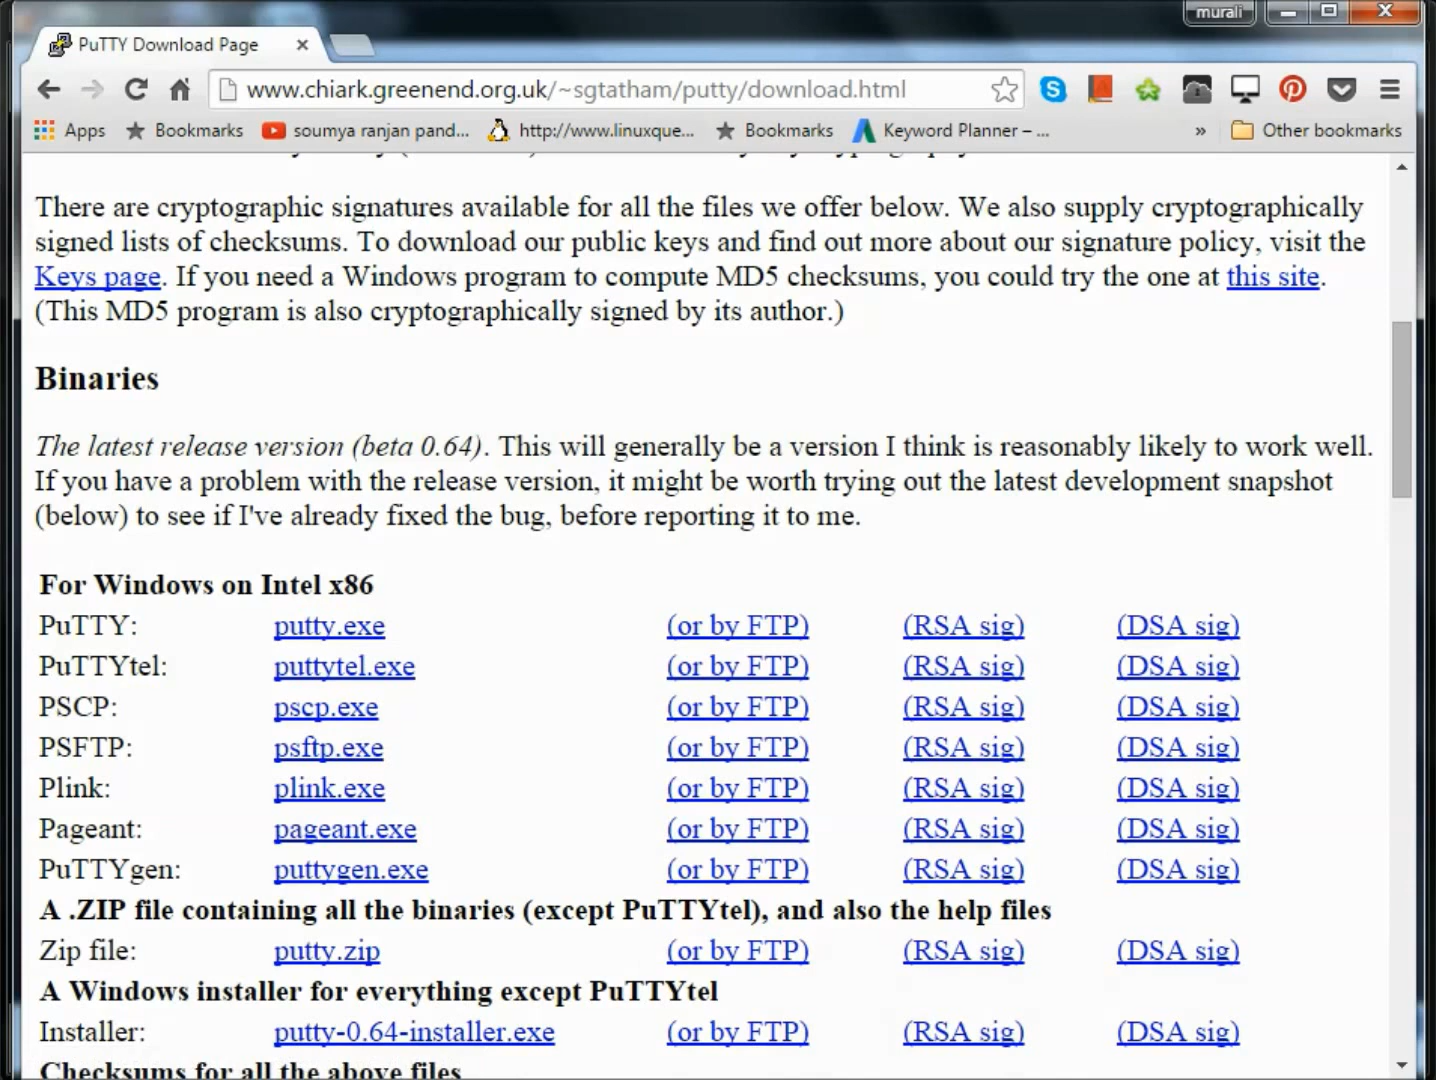 murali
PuTTY Download Page
www.chiark.greenend.org.uk/~sgtatham/putty/download.html
Apps Bookmarks soumya ranjan pand... http://www.linuxque... Bookmarks Keyword Planner – ... » Other bookmarks
There are cryptographic signatures available for all the files we offer below. We also supply cryptographically
signed lists of checksums. To download our public keys and find out more about our signature policy, visit the
Keys page. If you need a Windows program to compute MD5 checksums, you could try the one at this site.
(This MD5 program is also cryptographically signed by its author.)
Binaries
The latest release version (beta 0.64). This will generally be a version I think is reasonably likely to work well.
If you have a problem with the release version, it might be worth trying out the latest development snapshot
(below) to see if I've already fixed the bug, before reporting it to me.
For Windows on Intel x86
PuTTY: putty.exe (or by FTP) (RSA sig) (DSA sig)
PuTTYtel: puttytel.exe (or by FTP) (RSA sig) (DSA sig)
PSCP: pscp.exe (or by FTP) (RSA sig) (DSA sig)
PSFTP: psftp.exe (or by FTP) (RSA sig) (DSA sig)
Plink: plink.exe (or by FTP) (RSA sig) (DSA sig)
Pageant: pageant.exe (or by FTP) (RSA sig) (DSA sig)
PuTTYgen: puttygen.exe (or by FTP) (RSA sig) (DSA sig)
A .ZIP file containing all the binaries (except PuTTYtel), and also the help files
Zip file: putty.zip (or by FTP) (RSA sig) (DSA sig)
A Windows installer for everything except PuTTYtel
Installer: putty-0.64-installer.exe (or by FTP) (RSA sig) (DSA sig)
Checksums for all the above files